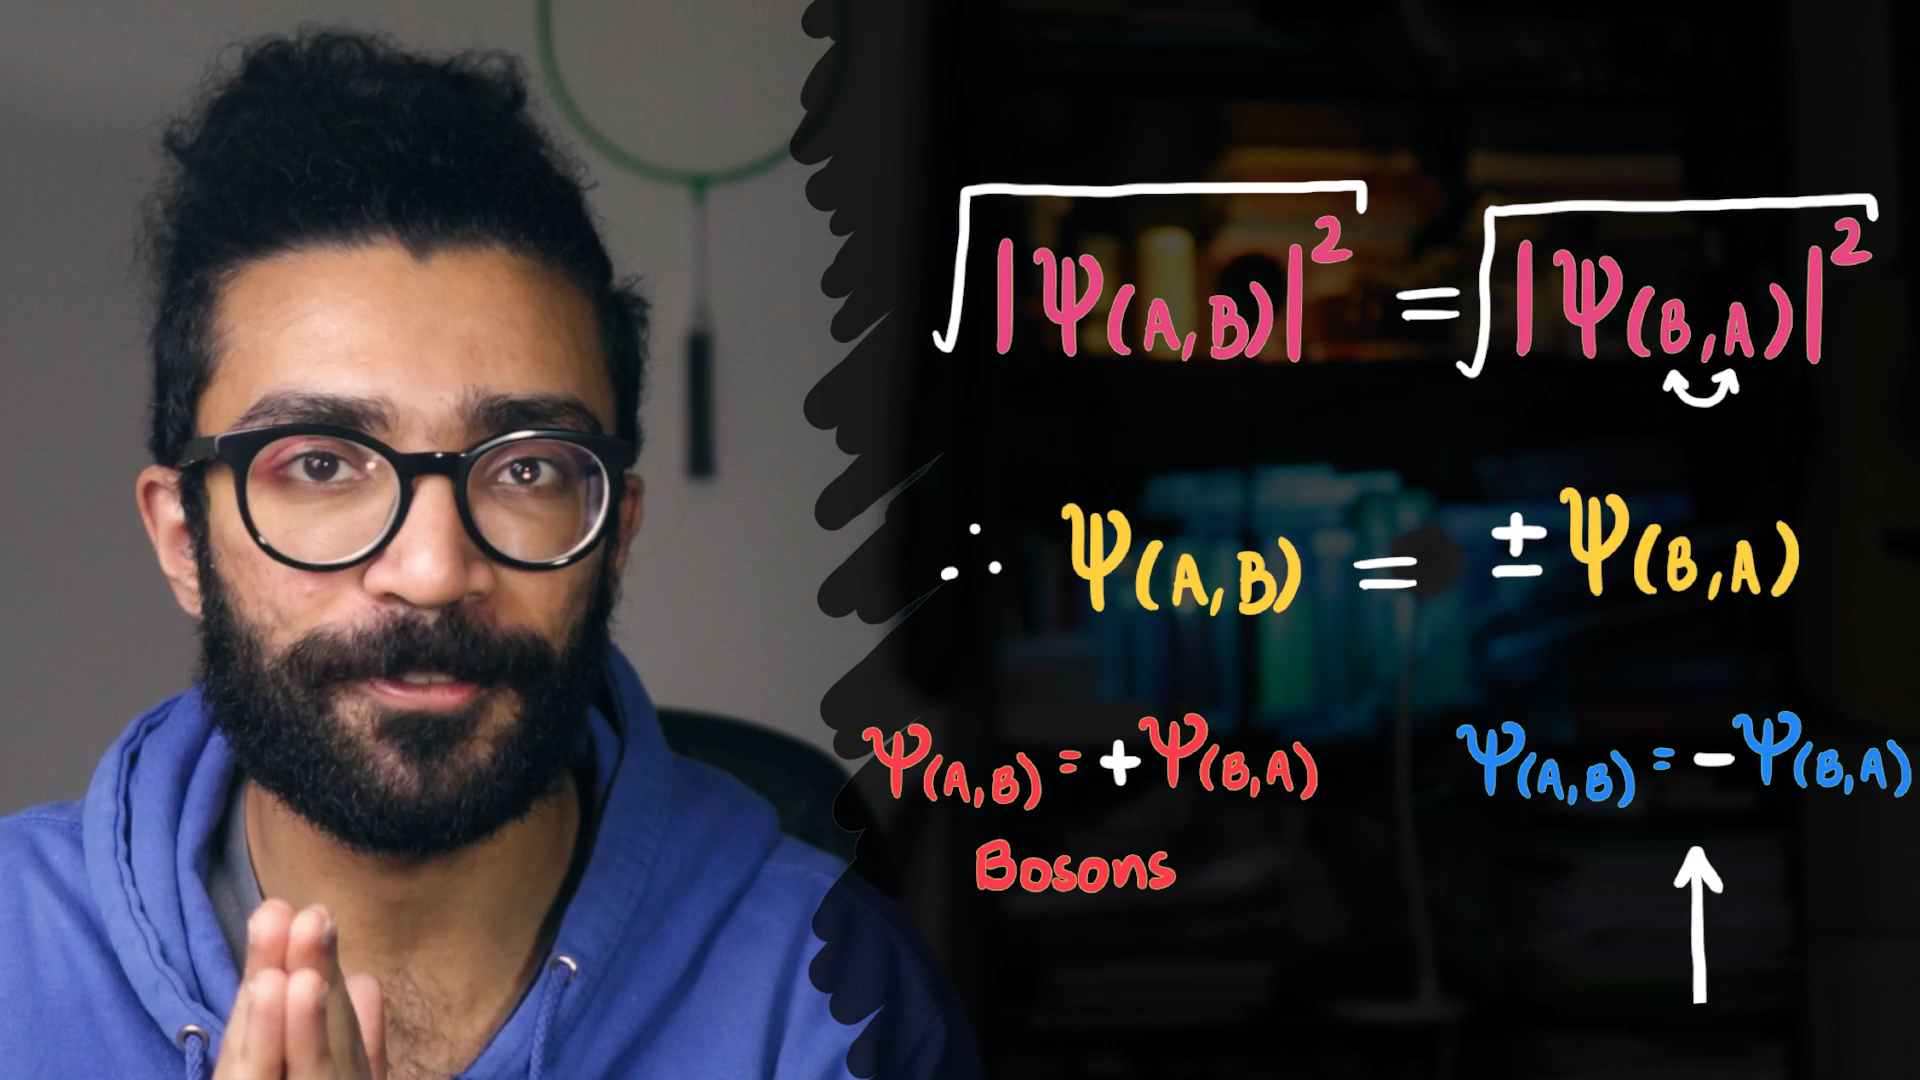 √|Ψ(A,B)|² = √|Ψ(B,A)|²
∴ Ψ(A,B) = ±Ψ(B,A)
Ψ(A,B) = +Ψ(B,A) Ψ(A,B) = -Ψ(B,A)
Bosons